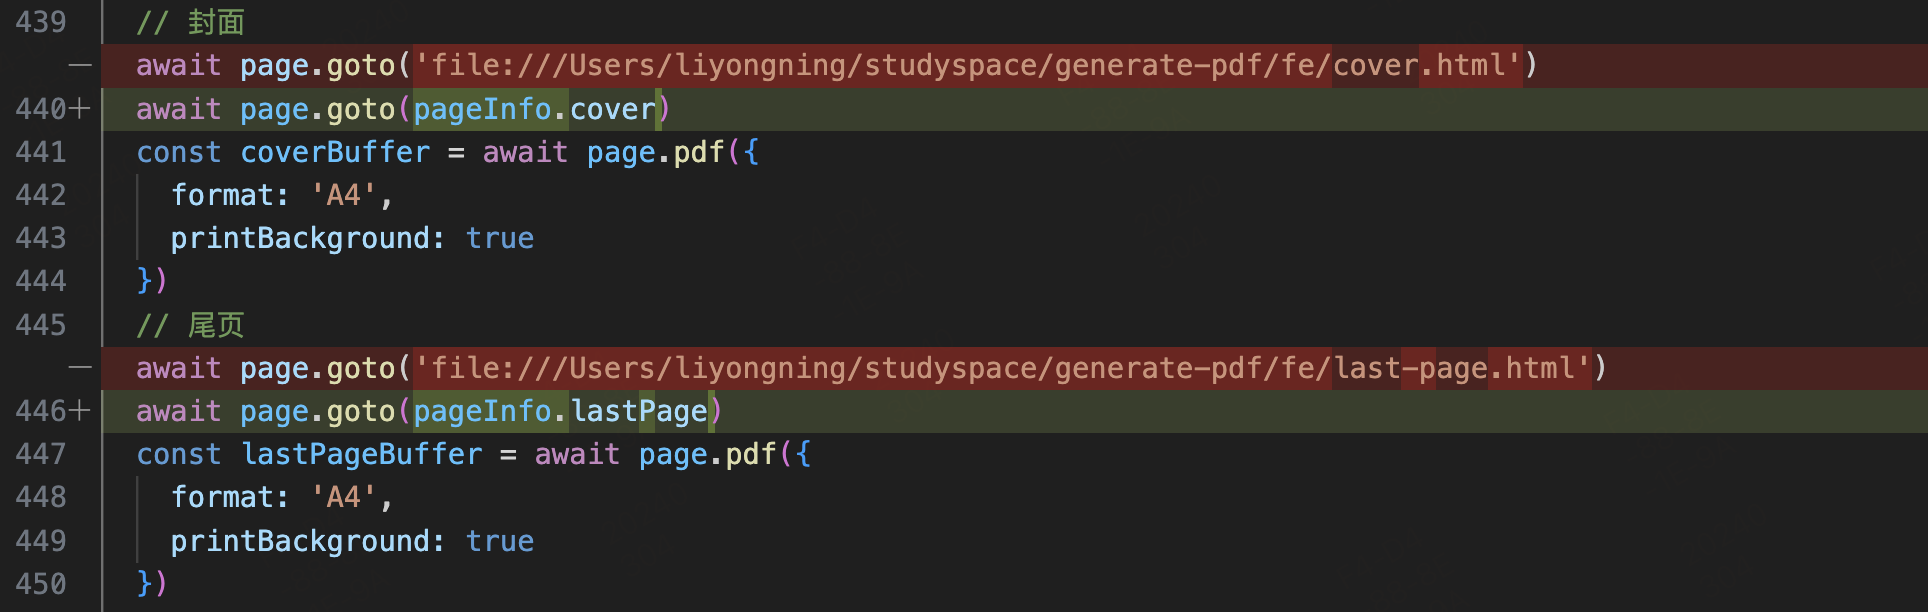 439 // 封面
— await page.goto('file:///Users/liyongning/studyspace/generate-pdf/fe/cover.html')
440+ await page.goto(pageInfo.cover)
441 const coverBuffer = await page.pdf({
442 format: 'A4',
443 printBackground: true
444 })
445 // 尾页
— await page.goto('file:///Users/liyongning/studyspace/generate-pdf/fe/last-page.html')
446+ await page.goto(pageInfo.lastPage)
447 const lastPageBuffer = await page.pdf({
448 format: 'A4',
449 printBackground: true
450 })